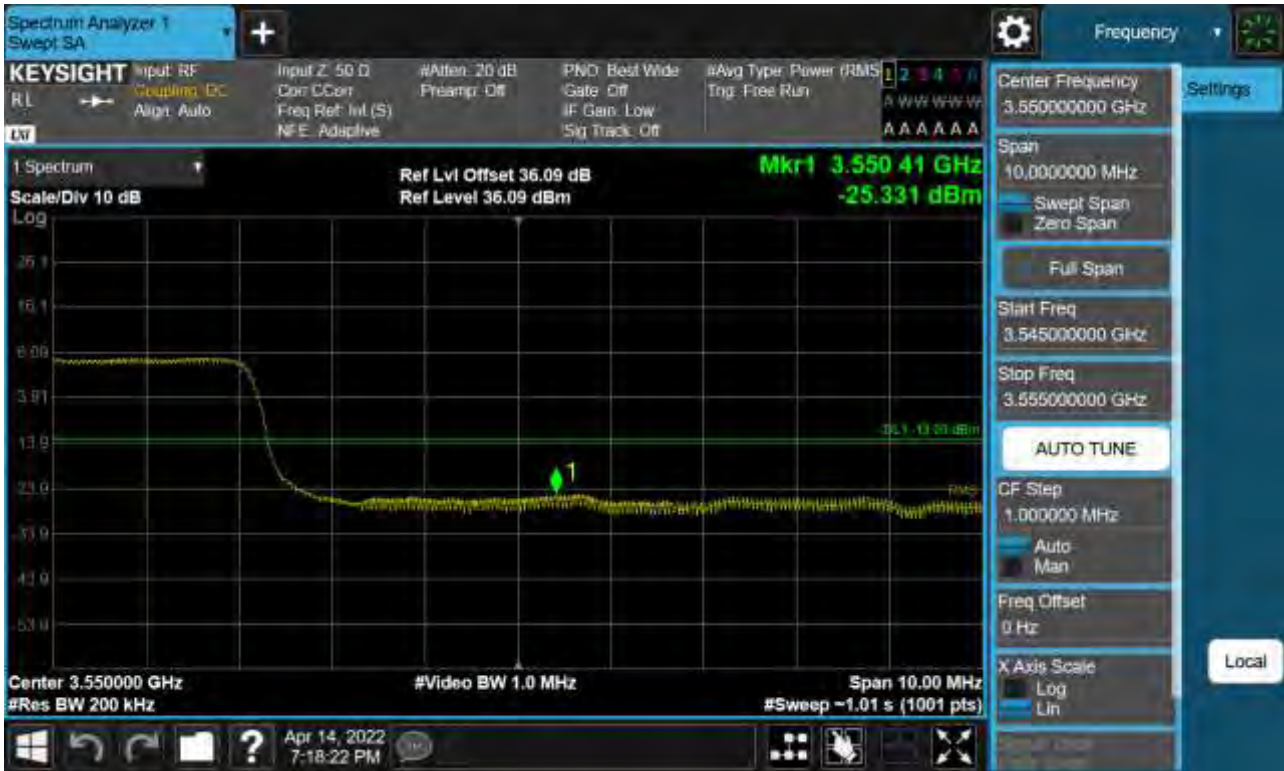 Spectrum Analyzer 1
Swept SA
Frequency
KEYSIGHT
RL
Input: RF
Coupling: DC
Align: Auto
Input Z: 50 Ω
Corr CCorr
Freq Ref: Int (S)
NFE: Adaptive
#Atten: 20 dB
Preamp: Off
PNO: Best Wide
Gate: Off
IF Gain: Low
Sig Track: Off
#Avg Type: Power (RMS
Trig: Free Run
1 2 3 4 5 6
A W W W W W
A A A A A A
LXI
1 Spectrum
Scale/Div 10 dB
Log
Ref Lvl Offset 36.09 dB
Ref Level 36.09 dBm
Mkr1 3.550 41 GHz
-25.331 dBm
26.1
16.1
6.09
-3.91
-13.9
-23.9
-33.9
-43.9
-53.9
DL1 -13.00 dBm
1
RMS
Center 3.550000 GHz
#Res BW 200 kHz
#Video BW 1.0 MHz
Span 10.00 MHz
#Sweep ~1.01 s (1001 pts)
Apr 14, 2022
7:18:22 PM
Center Frequency
3.550000000 GHz
Settings
Span
10.0000000 MHz
Swept Span
Zero Span
Full Span
Start Freq
3.545000000 GHz
Stop Freq
3.555000000 GHz
AUTO TUNE
CF Step
1.000000 MHz
Auto
Man
Freq Offset
0 Hz
X Axis Scale
Log
Lin
Local